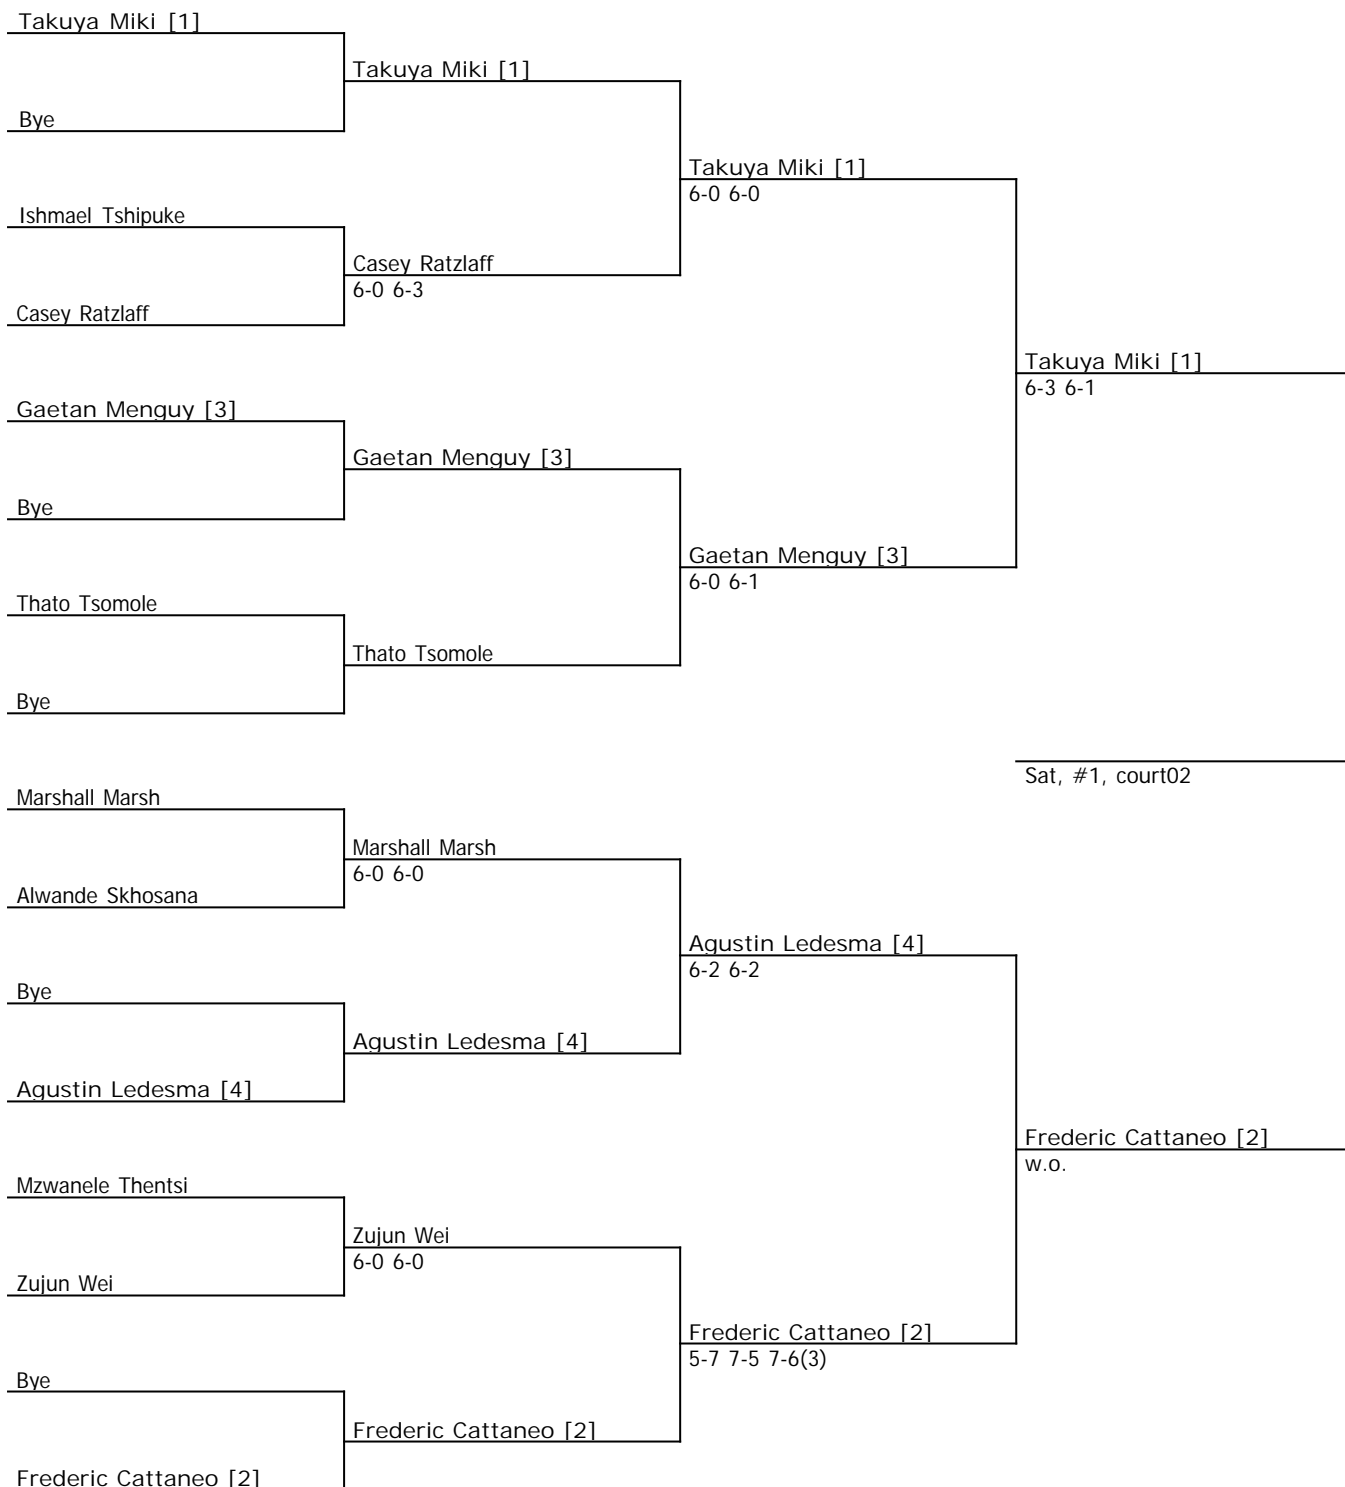 Takuya Miki [1]
Takuya Miki [1]
Bye
Takuya Miki [1]
6-0 6-0
Ishmael Tshipuke
Casey Ratzlaff
6-0 6-3
Casey Ratzlaff
Takuya Miki [1]
6-3 6-1
Gaetan Menguy [3]
Gaetan Menguy [3]
Bye
Gaetan Menguy [3]
6-0 6-1
Thato Tsomole
Thato Tsomole
Bye
Sat, #1, court02
Marshall Marsh
Marshall Marsh
6-0 6-0
Alwande Skhosana
Agustin Ledesma [4]
6-2 6-2
Bye
Agustin Ledesma [4]
Agustin Ledesma [4]
Frederic Cattaneo [2]
w.o.
Mzwanele Thentsi
Zujun Wei
6-0 6-0
Zujun Wei
Frederic Cattaneo [2]
5-7 7-5 7-6(3)
Bye
Frederic Cattaneo [2]
Frederic Cattaneo [2]